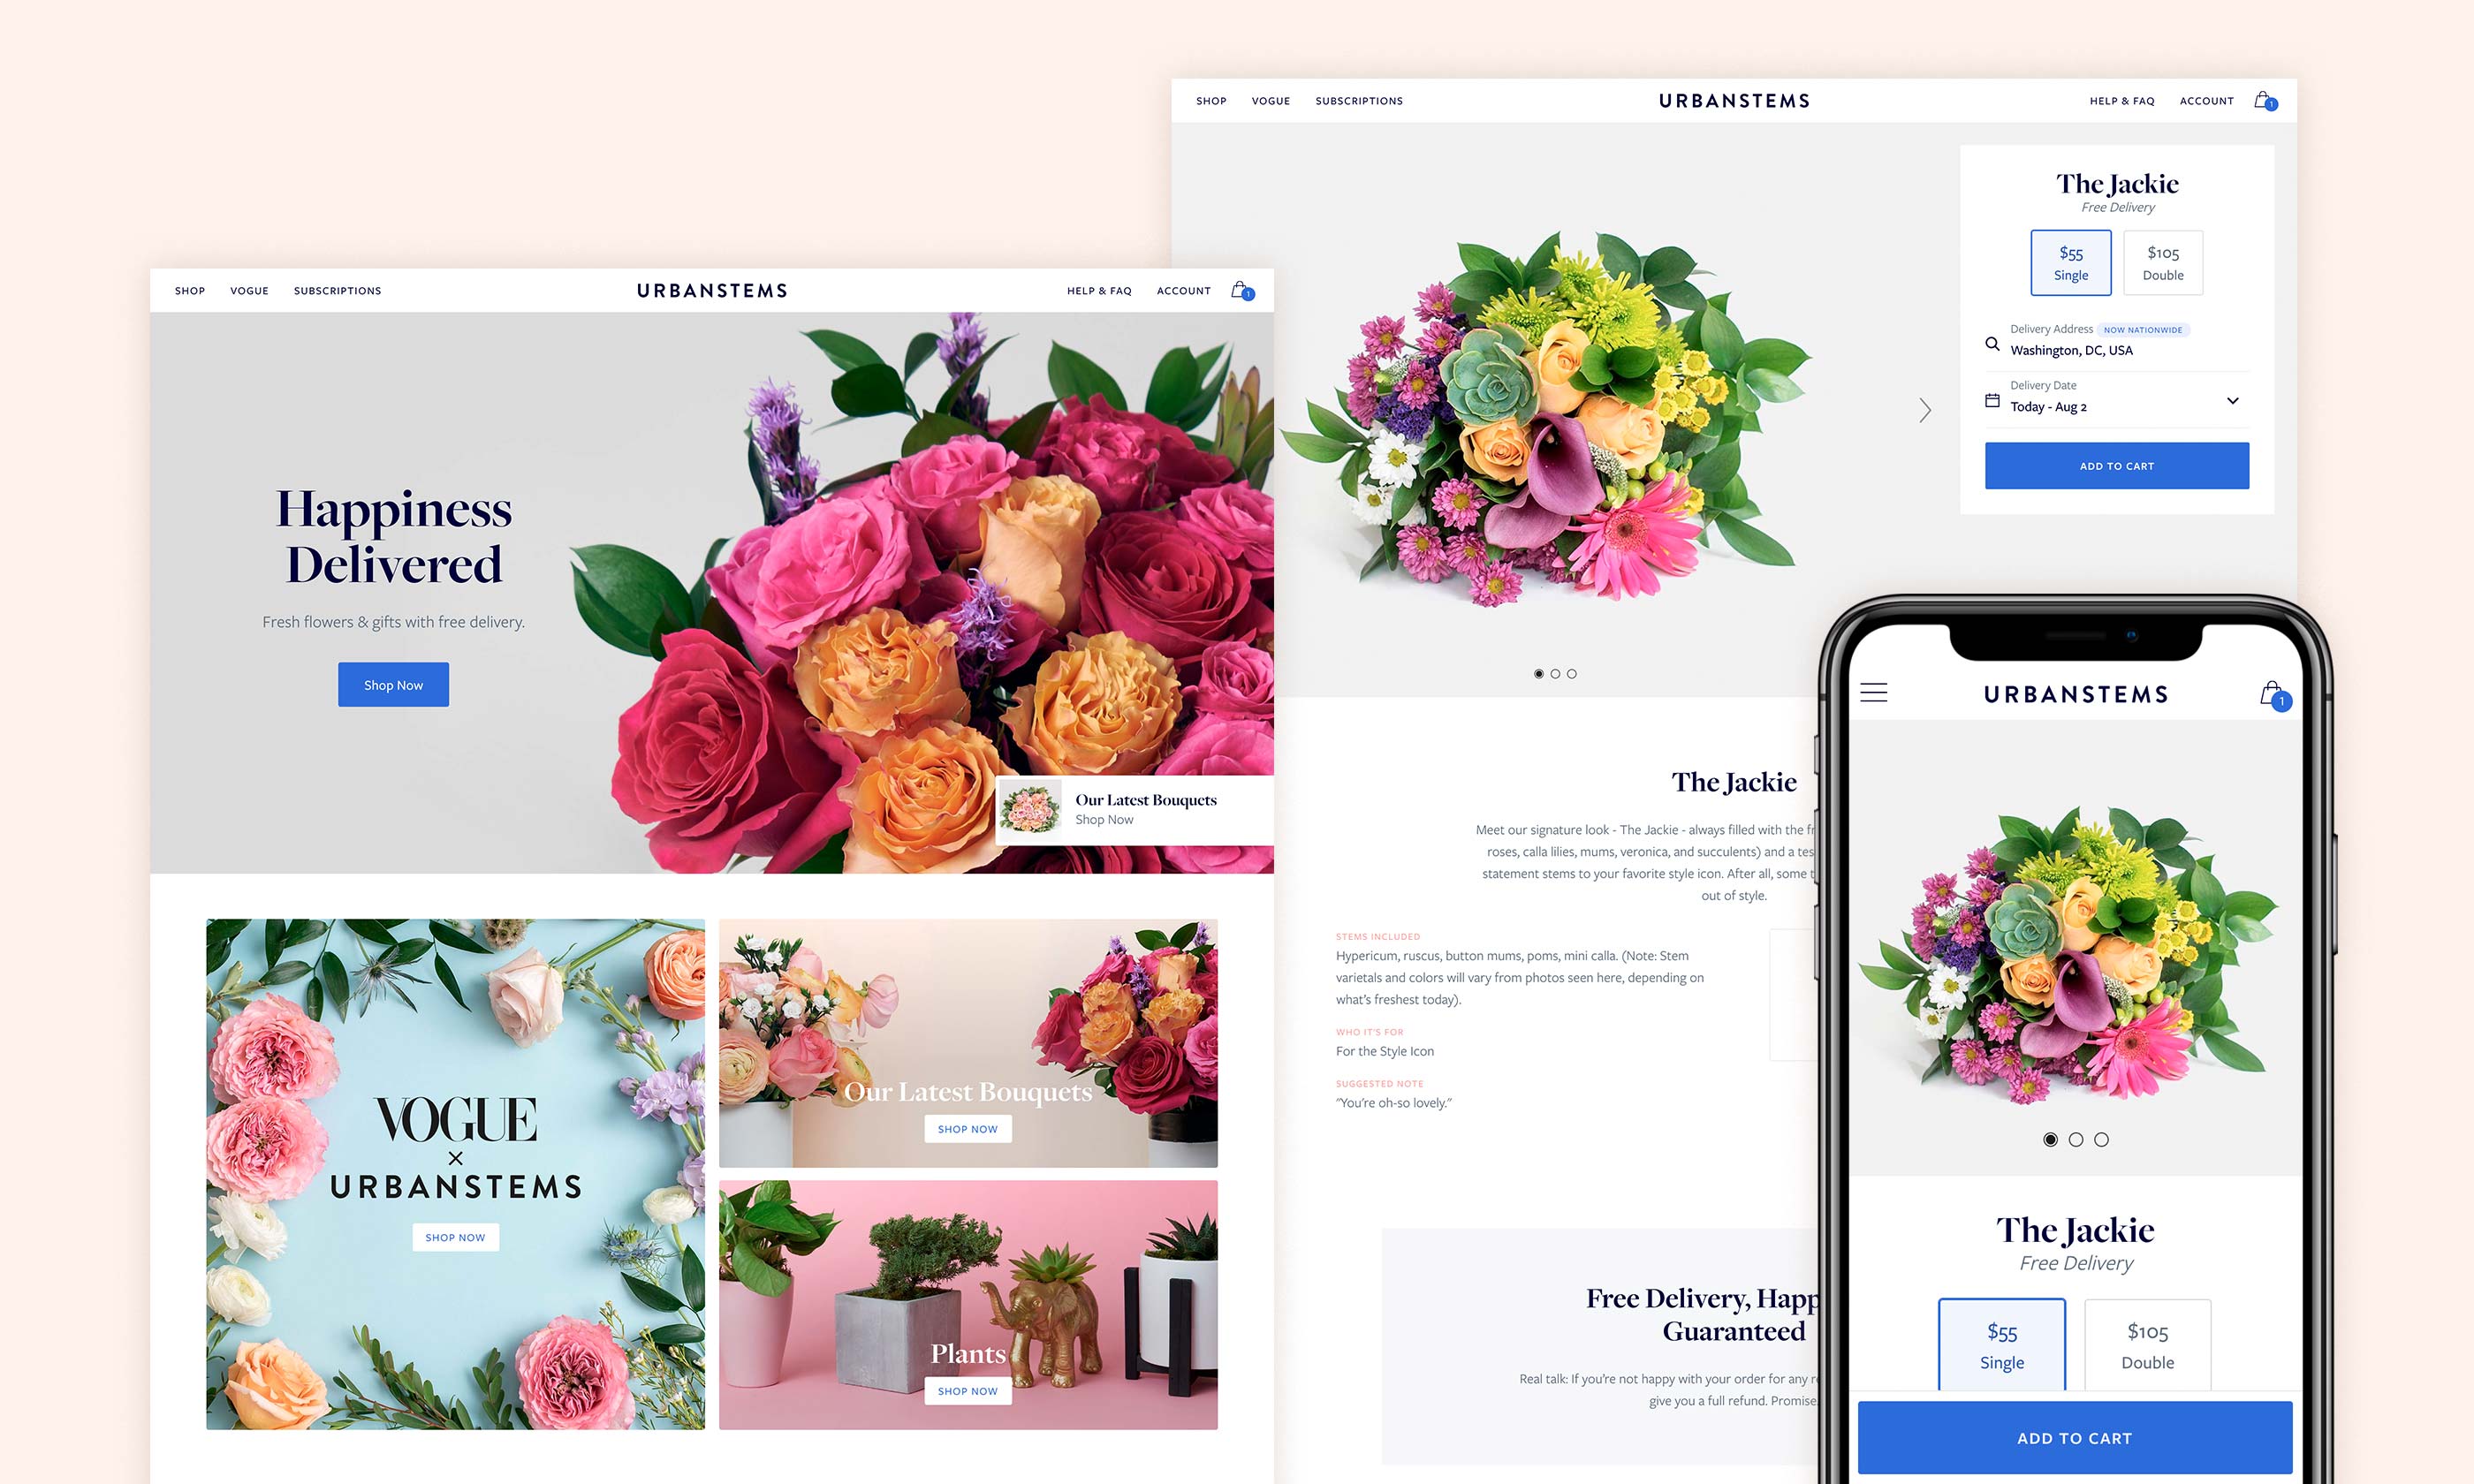 SHOP VOGUE SUBSCRIPTIONS URBANSTEMS HELP & FAQ ACCOUNT 1
Happiness
Delivered
Fresh flowers & gifts with free delivery.
Shop Now
Our Latest Bouquets
Shop Now
VOGUE
×
URBANSTEMS
SHOP NOW
Our Latest Bouquets
SHOP NOW
Plants
SHOP NOW
SHOP VOGUE SUBSCRIPTIONS URBANSTEMS HELP & FAQ ACCOUNT 1
The Jackie
Free Delivery
$55 $105
Single Double
Delivery Address NOW NATIONWIDE
Washington, DC, USA
Delivery Date
Today - Aug 2
ADD TO CART
The Jackie
Meet our signature look - The Jackie - always filled with the
roses, calla lilies, mums, veronica, and succulents) and a
statement stems to your favorite style icon. After all, some
out of style.
STEMS INCLUDED
Hypericum, ruscus, button mums, poms, mini calla. (Note: Stem
varietals and colors will vary from photos seen here, depending on
what's freshest today).
WHO IT'S FOR
For the Style Icon
SUGGESTED NOTE
"You're oh-so lovely."
Free Delivery,
Guaranteed
Real talk: If you're not happy with your order for any
give you a full refund. Promise.
URBANSTEMS 1
The Jackie
Free Delivery
$55 $105
Single Double
ADD TO CART